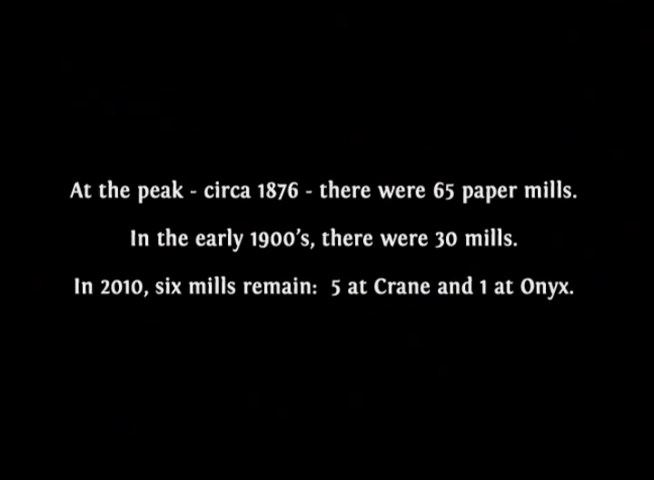 At the peak - circa 1876 - there were 65 paper mills.
In the early 1900's, there were 30 mills.
In 2010, six mills remain:  5 at Crane and 1 at Onyx.